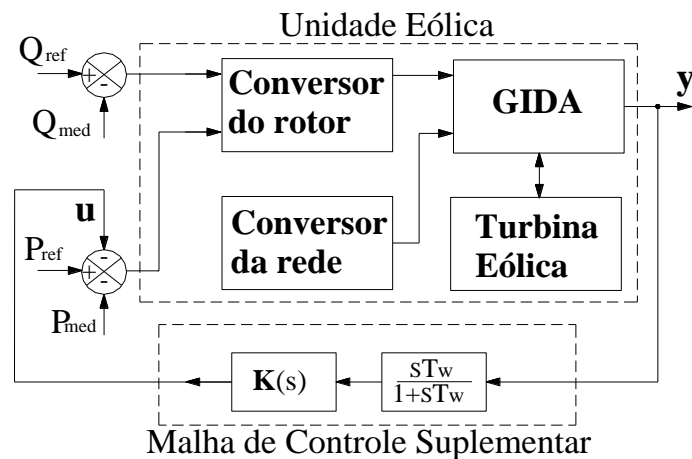 Unidade Eólica
Qref
+
-
Qmed
Conversor
do rotor
GIDA
y
u
Pref
-
+
-
Pmed
Conversor
da rede
Turbina
Eólica
K(s)
sTw
1+sTw
Malha de Controle Suplementar